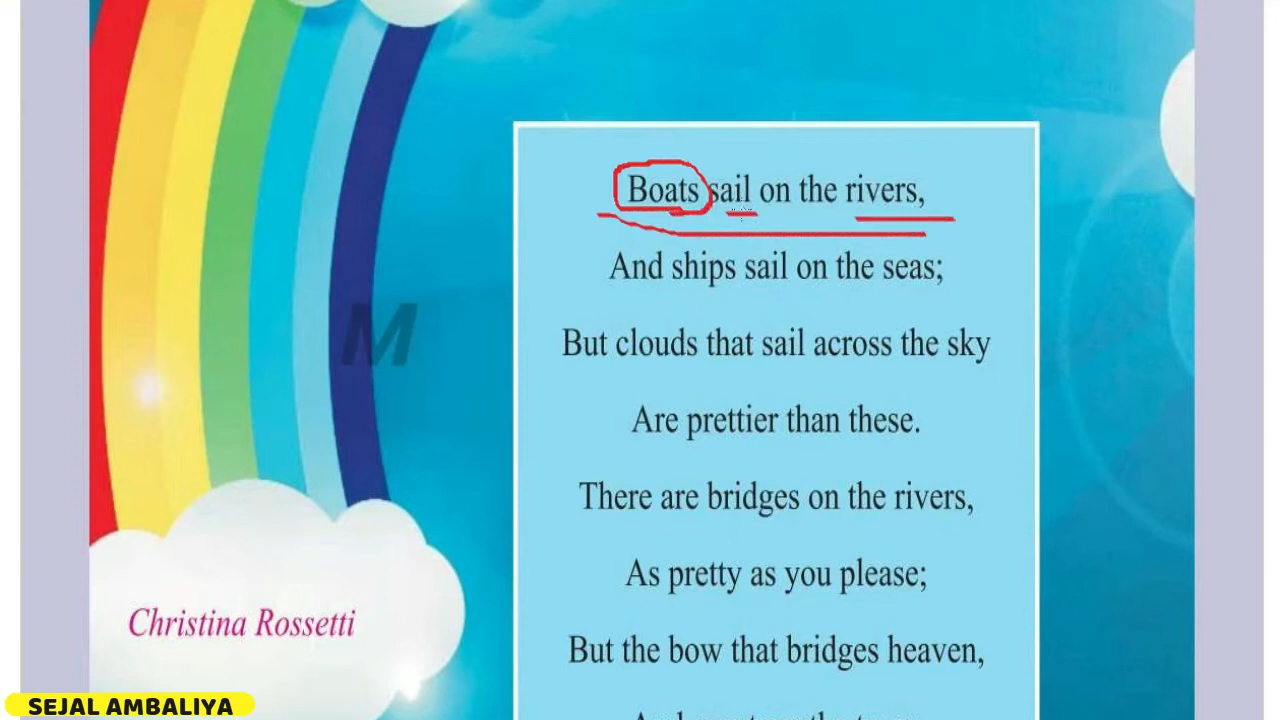 Boats sail on the rivers,
And ships sail on the seas;
But clouds that sail across the sky
Are prettier than these.
There are bridges on the rivers,
As pretty as you please;
But the bow that bridges heaven,
Christina Rossetti
SEJAL AMBALIYA
M